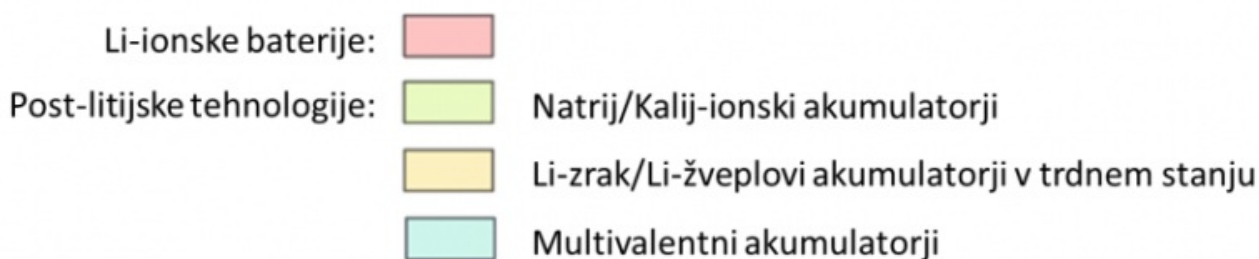 Li-ionske baterije:
Post-litijske tehnologije: Natrij/Kalij-ionski akumulatorji
Li-zrak/Li-žveplovi akumulatorji v trdnem stanju
Multivalentni akumulatorji